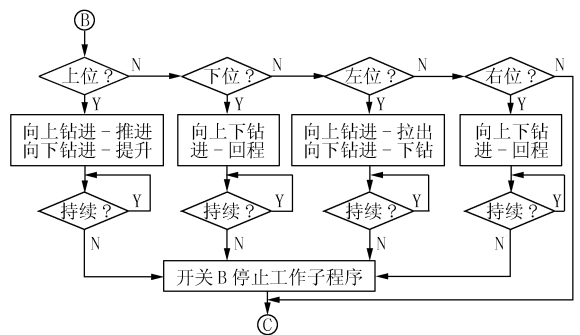 B
上位？ N 下位？ N 左位？ N 右位？ N
Y Y Y Y
向上钻进-推进
向下钻进-提升
向上下钻
进-回程
向上钻进-拉出
向下钻进-下钻
向上下钻
进-回程
持续？ Y 持续？ Y 持续？ Y 持续？ Y
N N N N
开关B停止工作子程序
C